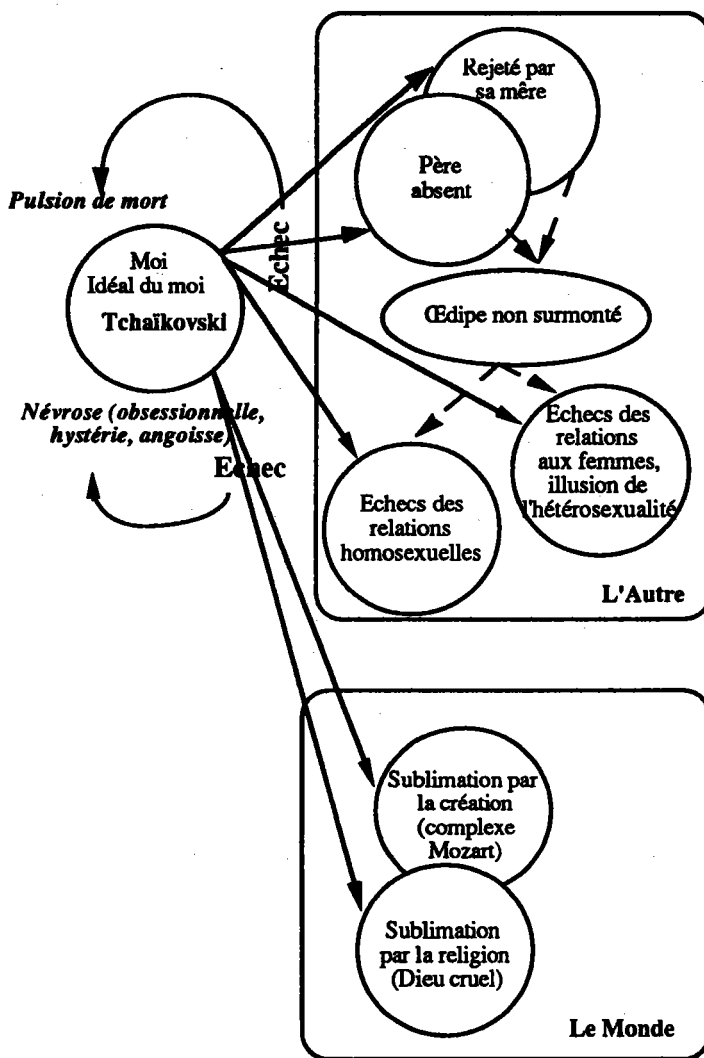 Rejeté par
sa mêre
Père
absent
Pulsion de mort
Echec
Moi
Idéal du moi
Tchaïkovski
Œdipe non surmonté
Névrose (obsessionnelle,
hystérie, angoisse)
Echec
Echecs des
relations
aux femmes,
illusion de
l'hétérosexualité
Echecs des
relations
homosexuelles
L'Autre
Sublimation par
la création
(complexe
Mozart)
Sublimation
par la religion
(Dieu cruel)
Le Monde